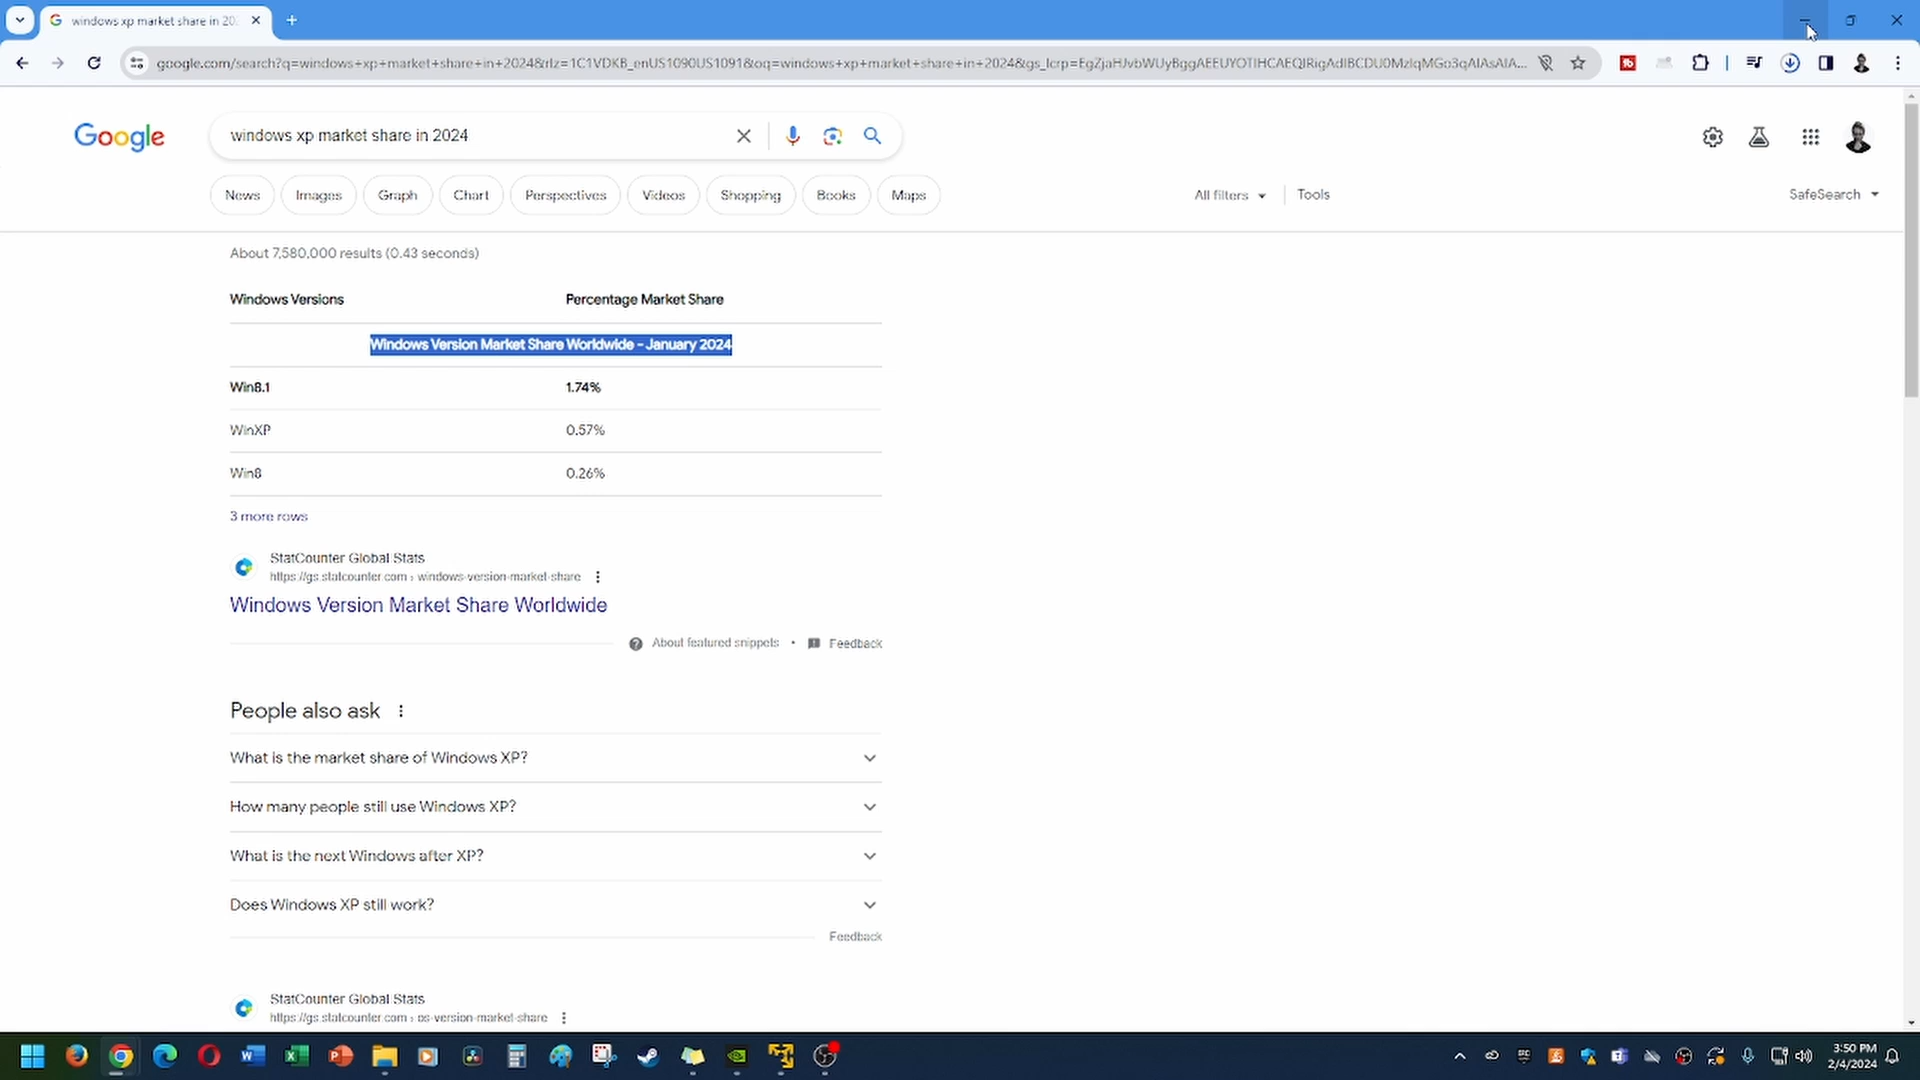 windows xp market share in 20
google.com/search?q=windows+xp+market+share+in+2024&rlz=1C1VDKB_enUS1090US1091&oq=windows+xp+market+share+in+2024&gs_lcrp=
Google
windows xp market share in 2024
News Images Graph Chart Perspectives Videos Shopping Books Maps All filters Tools SafeSearch
About 7,580,000 results (0.43 seconds)
Windows Versions Percentage Market Share
Windows Version Market Share Worldwide - January 2024
Win8.1 1.74%
WinXP 0.57%
Win8 0.26%
3 more rows
StatCounter Global Stats
https://gs.statcounter.com › windows-version-market-share
Windows Version Market Share Worldwide
About featured snippets • Feedback
People also ask
What is the market share of Windows XP?
How many people still use Windows XP?
What is the next Windows after XP?
Does Windows XP still work?
Feedback
StatCounter Global Stats
https://gs.statcounter.com › os-version-market-share
3:50 PM
2/4/2024